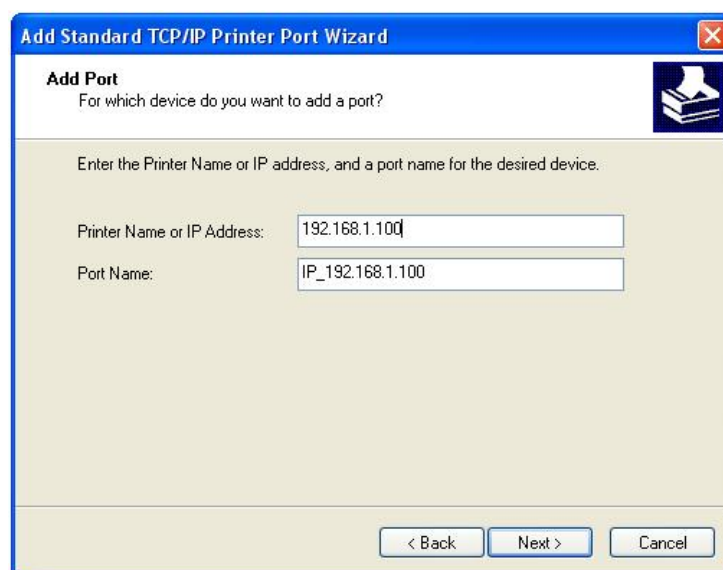 Add Standard TCP/IP Printer Port Wizard
Add Port
For which device do you want to add a port?
Enter the Printer Name or IP address, and a port name for the desired device.
Printer Name or IP Address: 192.168.1.100
Port Name: IP_192.168.1.100
< Back Next > Cancel